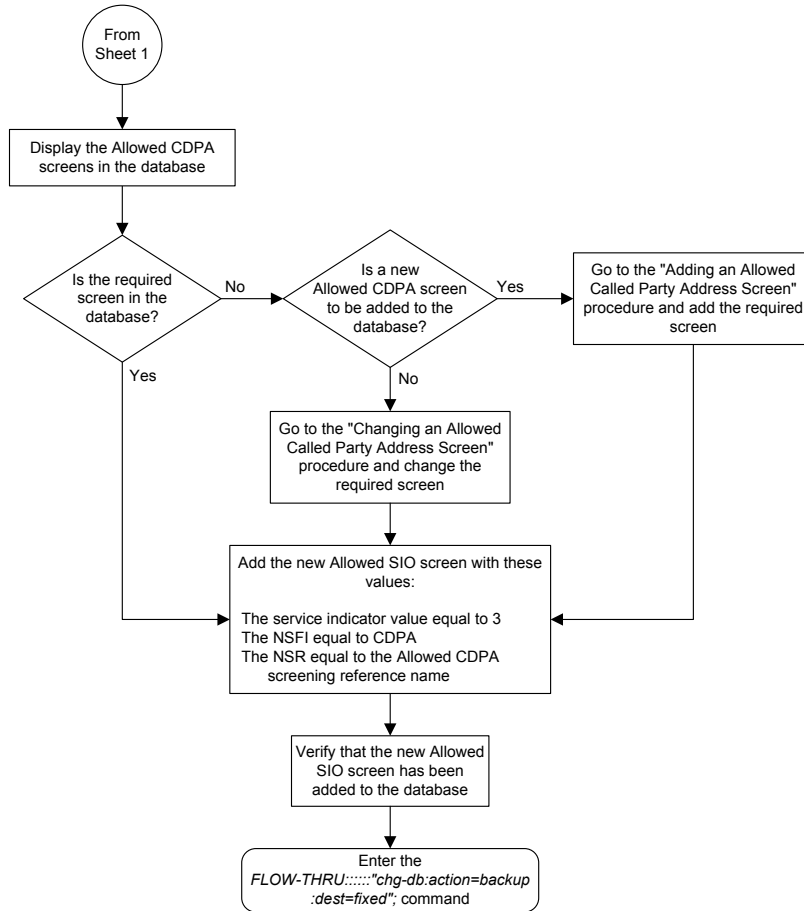 From
Sheet 1
Display the Allowed CDPA
screens in the database
Is the required
screen in the
database?
No
Is a new
Allowed CDPA screen
to be added to the
database?
Yes
Go to the "Adding an Allowed
Called Party Address Screen"
procedure and add the required
screen
Yes
No
Go to the "Changing an Allowed
Called Party Address Screen"
procedure and change the
required screen
Add the new Allowed SIO screen with these
values:
The service indicator value equal to 3
The NSFI equal to CDPA
The NSR equal to the Allowed CDPA
screening reference name
Verify that the new Allowed
SIO screen has been
added to the database
Enter the
FLOW-THRU::::::"chg-db:action=backup
:dest=fixed"; command